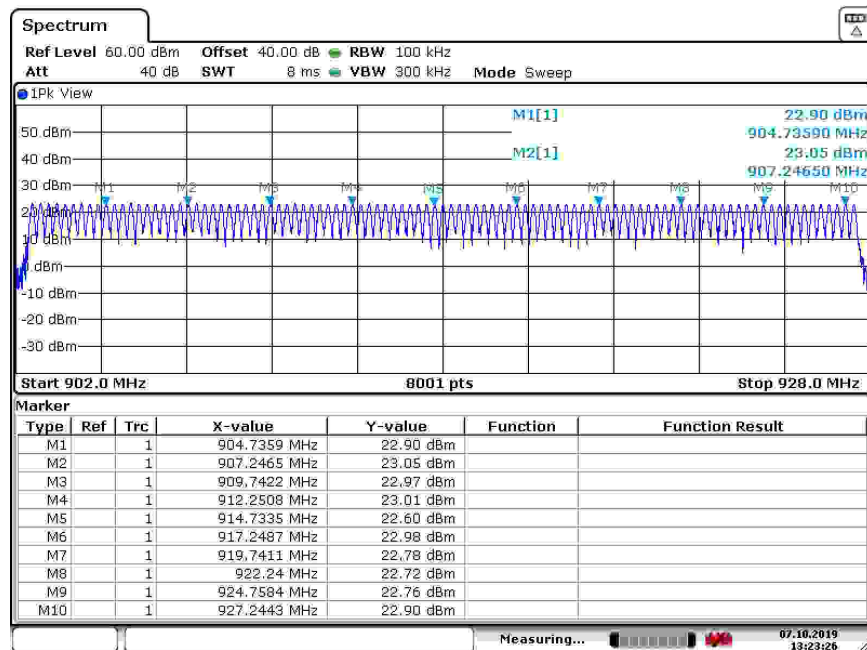 Spectrum
Ref Level 60.00 dBm Offset 40.00 dB RBW 100 kHz
Att 40 dB SWT 8 ms VBW 300 kHz Mode Sweep
1Pk View
M1[1] 22.90 dBm
904.73590 MHz
50 dBm
M2[1] 23.05 dBm
40 dBm
907.24650 MHz
30 dBm
M1 M2 M3 M4 M5 M6 M7 M8 M9 M10
20 dBm
10 dBm
0 dBm
-10 dBm
-20 dBm
-30 dBm
Start 902.0 MHz 8001 pts Stop 928.0 MHz
Marker
Type Ref Trc X-value Y-value Function Function Result
M1 1 904.7359 MHz 22.90 dBm
M2 1 907.2465 MHz 23.05 dBm
M3 1 909.7422 MHz 22.97 dBm
M4 1 912.2508 MHz 23.01 dBm
M5 1 914.7335 MHz 22.60 dBm
M6 1 917.2487 MHz 22.98 dBm
M7 1 919.7411 MHz 22.78 dBm
M8 1 922.24 MHz 22.72 dBm
M9 1 924.7584 MHz 22.76 dBm
M10 1 927.2443 MHz 22.90 dBm
Measuring... 07.10.2019
13:23:26